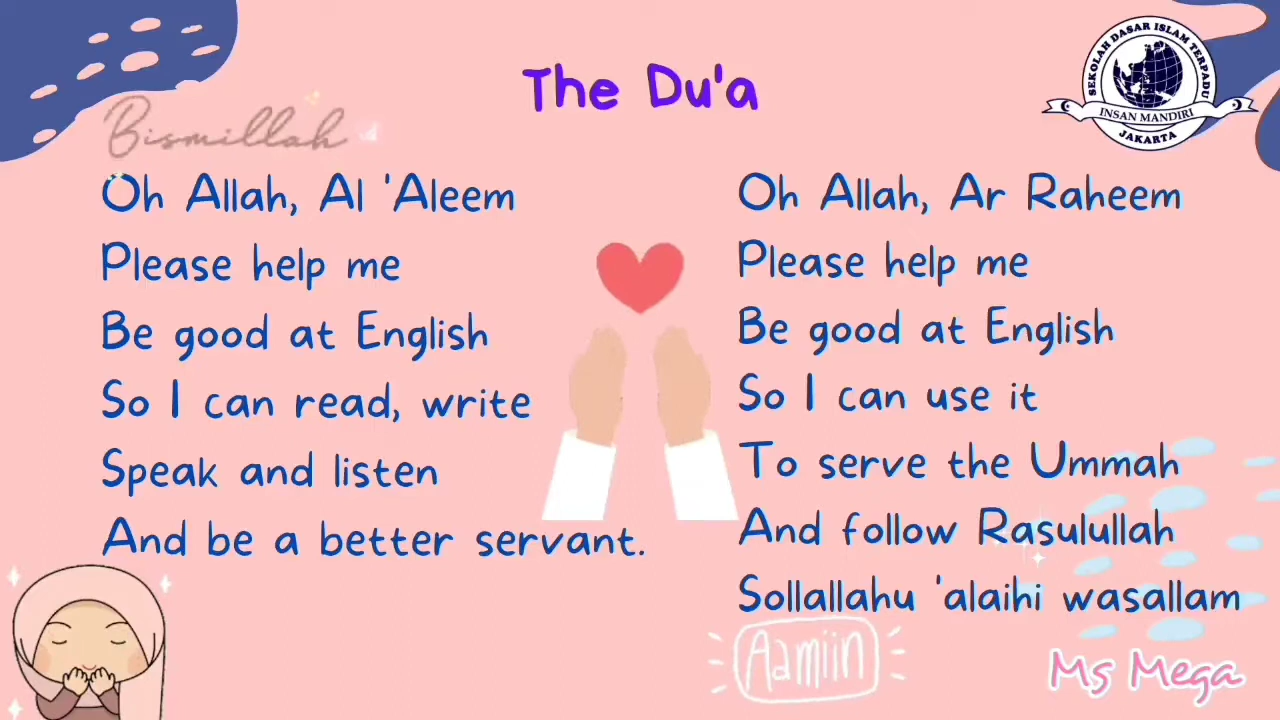 The Du'a
SEKOLAH DASAR ISLAM TERPADU
INSAN MANDIRI
JAKARTA
Bismillah
Oh Allah, Al 'Aleem
Please help me
Be good at English
So I can read, write
Speak and listen
And be a better servant.
Oh Allah, Ar Raheem
Please help me
Be good at English
So I can use it
To serve the Ummah
And follow Rasulullah
Sollallahu 'alaihi wasallam
Aamiin
Ms Mega